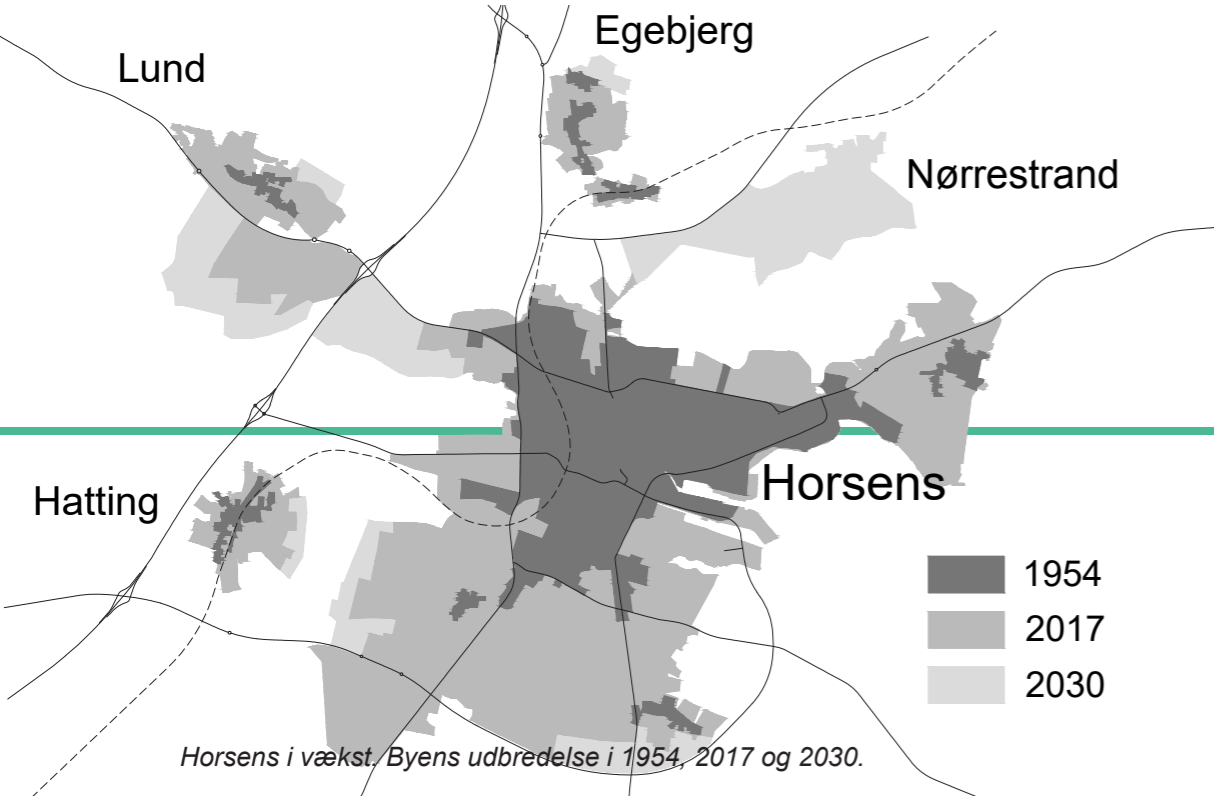 Egebjerg
Lund
Nørrestrand
Hatting
Horsens
1954
2017
2030
Horsens i vækst. Byens udbredelse i 1954, 2017 og 2030.